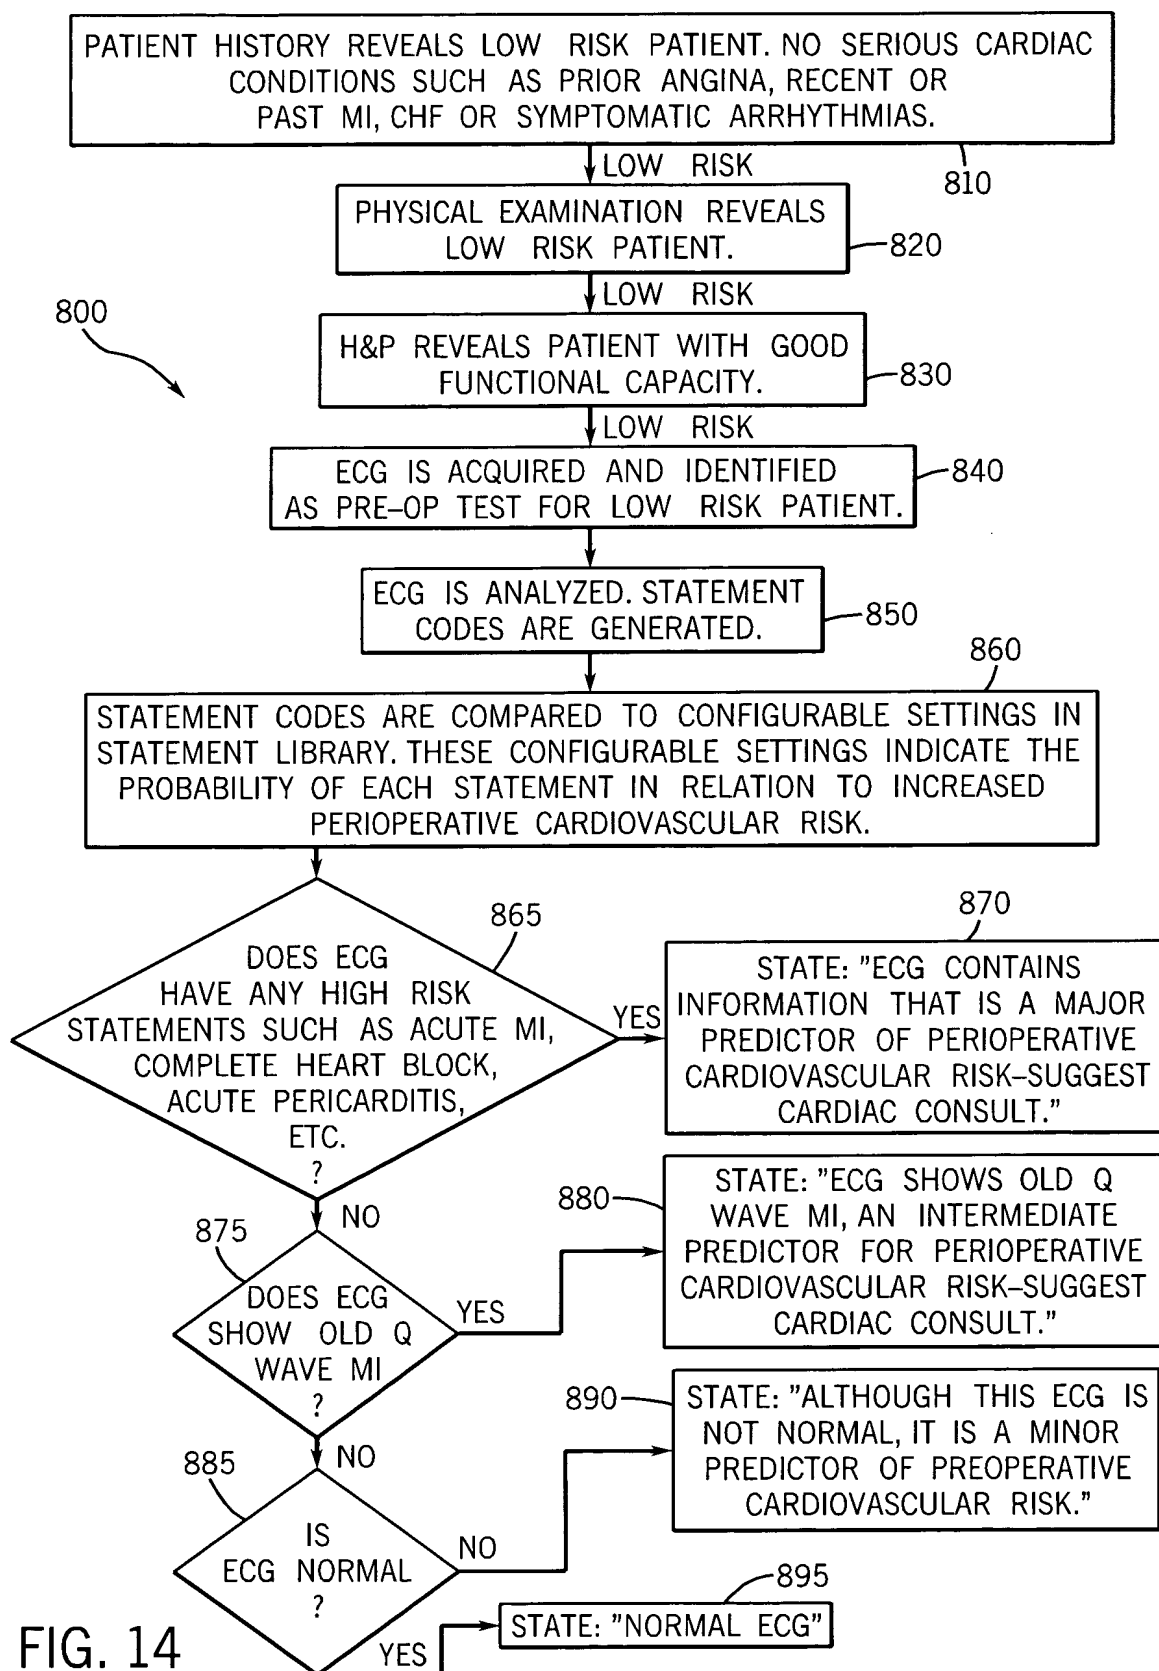 PATIENT HISTORY REVEALS LOW RISK PATIENT. NO SERIOUS CARDIAC
CONDITIONS SUCH AS PRIOR ANGINA, RECENT OR
PAST MI, CHF OR SYMPTOMATIC ARRHYTHMIAS.
810
LOW RISK
PHYSICAL EXAMINATION REVEALS
LOW RISK PATIENT.
820
LOW RISK
800
H&P REVEALS PATIENT WITH GOOD
FUNCTIONAL CAPACITY.
830
LOW RISK
ECG IS ACQUIRED AND IDENTIFIED
AS PRE–OP TEST FOR LOW RISK PATIENT.
840
ECG IS ANALYZED. STATEMENT
CODES ARE GENERATED.
850
860
STATEMENT CODES ARE COMPARED TO CONFIGURABLE SETTINGS IN
STATEMENT LIBRARY. THESE CONFIGURABLE SETTINGS INDICATE THE
PROBABILITY OF EACH STATEMENT IN RELATION TO INCREASED
PERIOPERATIVE CARDIOVASCULAR RISK.
865
DOES ECG
HAVE ANY HIGH RISK
STATEMENTS SUCH AS ACUTE MI,
COMPLETE HEART BLOCK,
ACUTE PERICARDITIS,
ETC.
?
YES
870
STATE: "ECG CONTAINS
INFORMATION THAT IS A MAJOR
PREDICTOR OF PERIOPERATIVE
CARDIOVASCULAR RISK–SUGGEST
CARDIAC CONSULT."
NO
875
DOES ECG
SHOW OLD Q
WAVE MI
?
YES
880
STATE: "ECG SHOWS OLD Q
WAVE MI, AN INTERMEDIATE
PREDICTOR FOR PERIOPERATIVE
CARDIOVASCULAR RISK–SUGGEST
CARDIAC CONSULT."
NO
885
IS
ECG NORMAL
?
NO
890
STATE: "ALTHOUGH THIS ECG IS
NOT NORMAL, IT IS A MINOR
PREDICTOR OF PREOPERATIVE
CARDIOVASCULAR RISK."
YES
895
STATE: "NORMAL ECG"
FIG. 14